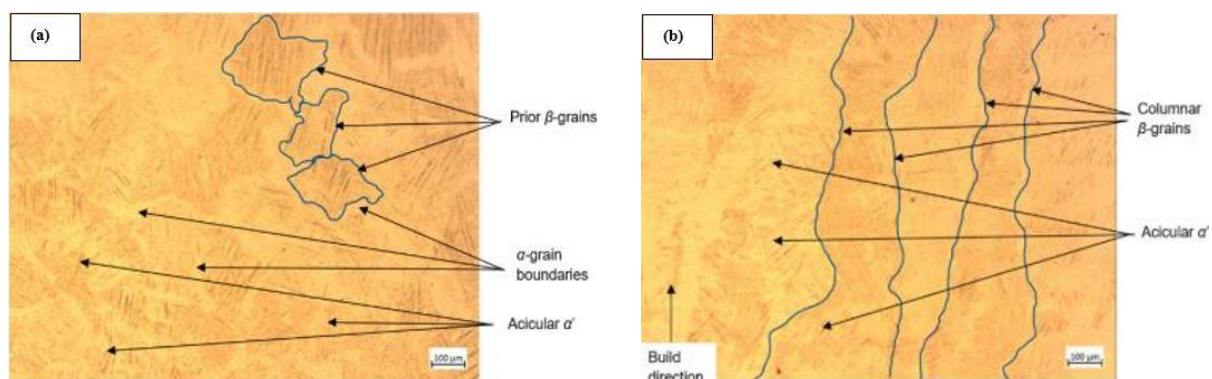 (a)
Prior β-grains
α-grain
boundaries
Acicular α′
100 μm
(b)
Columnar
β-grains
Acicular α′
Build
direction
100 μm